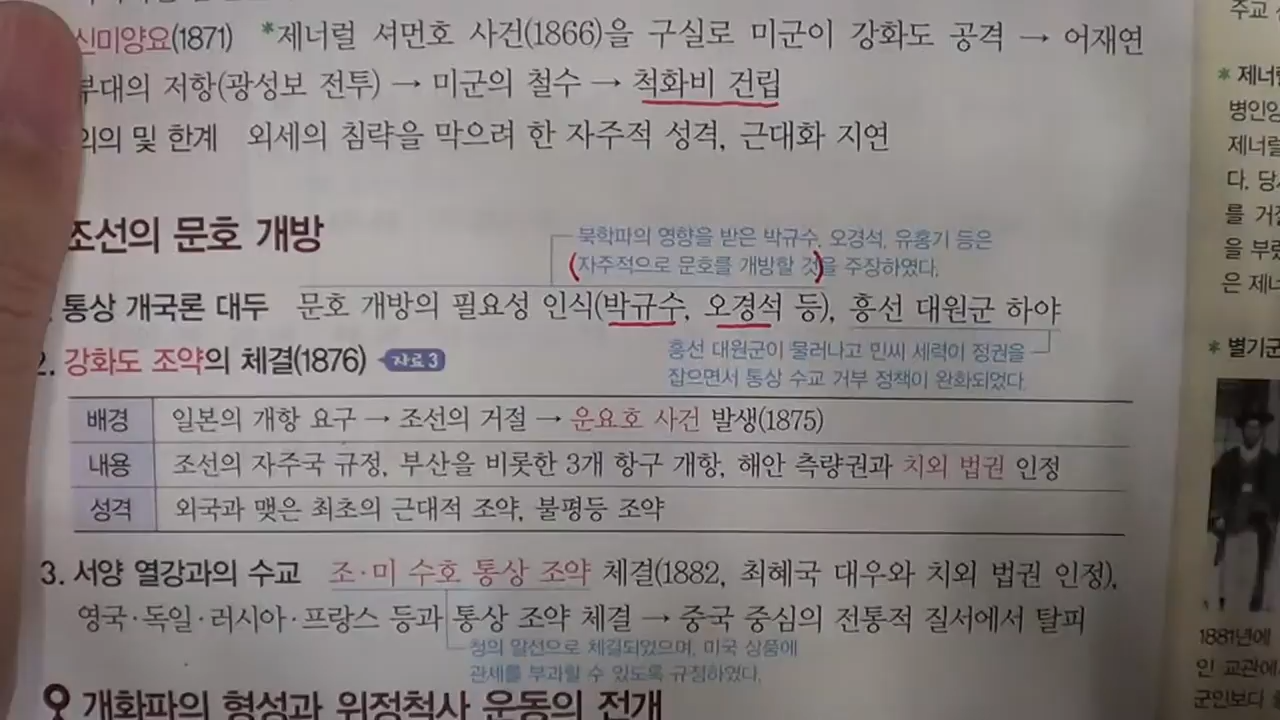 신미양요(1871) *제너럴 셔먼호 사건(1866)을 구실로 미군이 강화도 공격 → 어재연
부대의 저항(광성보 전투) → 미군의 철수 → 척화비 건립
의의 및 한계 외세의 침략을 막으려 한 자주적 성격, 근대화 지연
조선의 문호 개방
북학파의 영향을 받은 박규수, 오경석, 유홍기 등은
(자주적으로 문호를 개방할 것)을 주장하였다.
통상 개국론 대두 문호 개방의 필요성 인식(박규수, 오경석 등), 흥선 대원군 하야
흥선 대원군이 물러나고 민씨 세력이 정권을
잡으면서 통상 수교 거부 정책이 완화되었다.
2. 강화도 조약의 체결(1876) 자료 3
배경 일본의 개항 요구 → 조선의 거절 → 운요호 사건 발생(1875)
내용 조선의 자주국 규정, 부산을 비롯한 3개 항구 개항, 해안 측량권과 치외 법권 인정
성격 외국과 맺은 최초의 근대적 조약, 불평등 조약
3. 서양 열강과의 수교 조·미 수호 통상 조약 체결(1882, 최혜국 대우와 치외 법권 인정),
영국·독일·러시아·프랑스 등과 통상 조약 체결 → 중국 중심의 전통적 질서에서 탈피
청의 알선으로 체결되었으며, 미국 상품에
관세를 부과할 수 있도록 규정하였다.
개화파의 형성과 위정척사 운동의 전개
주교
* 제너럴
병인양
제너럴
다. 당시
를 거
을 부렸
은 제너
* 별기군
1881년에
인 교관에
군인보다